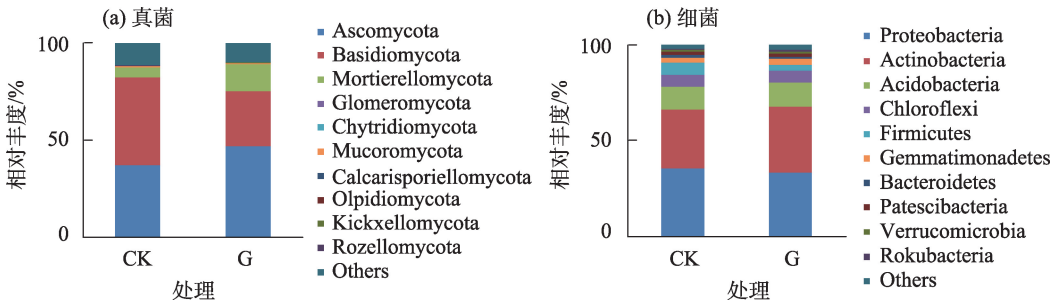 (a) 真菌
相对丰度/%
100
50
0
CK
G
处理
Ascomycota
Basidiomycota
Mortierellomycota
Glomeromycota
Chytridiomycota
Mucoromycota
Calcarisporiellomycota
Olpidiomycota
Kickxellomycota
Rozellomycota
Others
(b) 细菌
相对丰度/%
100
50
0
CK
G
处理
Proteobacteria
Actinobacteria
Acidobacteria
Chloroflexi
Firmicutes
Gemmatimonadetes
Bacteroidetes
Patescibacteria
Verrucomicrobia
Rokubacteria
Others